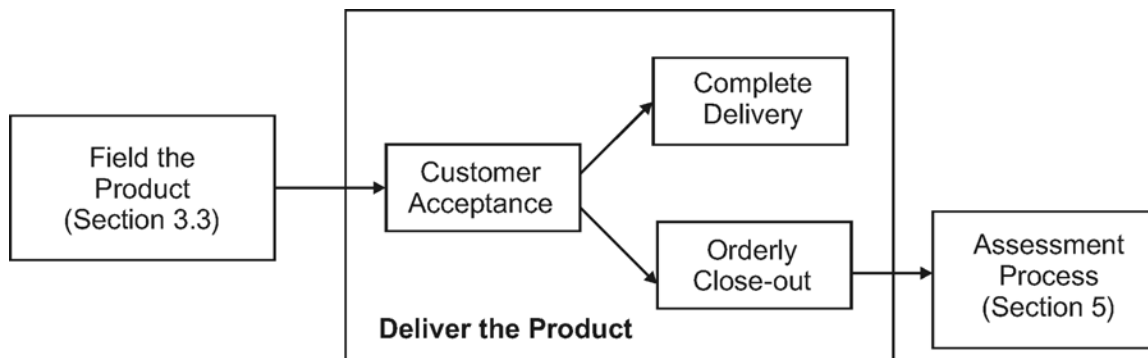 Field the
Product
(Section 3.3)
Customer
Acceptance
Complete
Delivery
Orderly
Close-out
Deliver the Product
Assessment
Process
(Section 5)